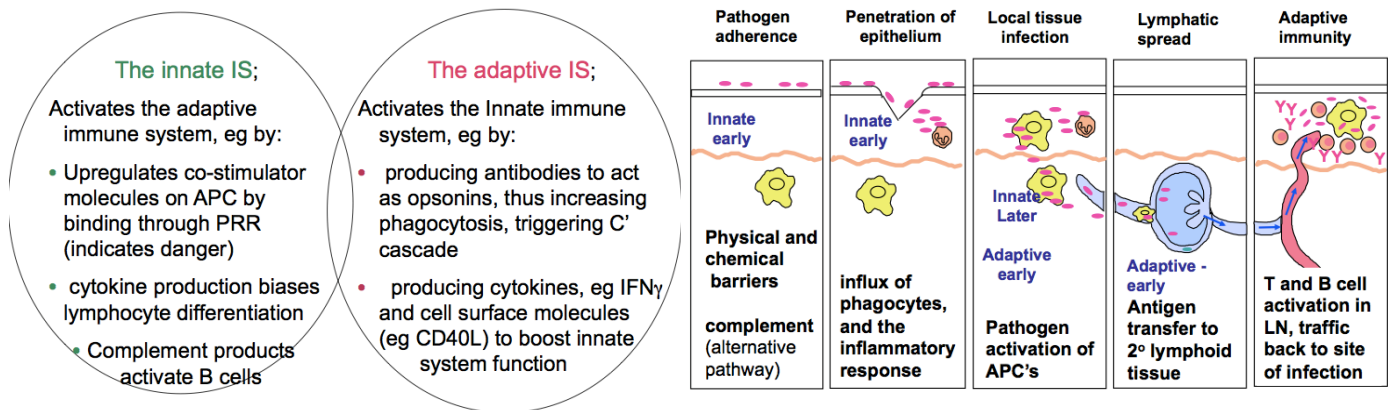 The innate IS;
Activates the adaptive
immune system, eg by:
• Upregulates co-stimulator
molecules on APC by
binding through PRR
(indicates danger)
• cytokine production biases
lymphocyte differentiation
• Complement products
activate B cells
The adaptive IS;
Activates the Innate immune
system, eg by:
• producing antibodies to act
as opsonins, thus increasing
phagocytosis, triggering C'
cascade
• producing cytokines, eg IFNγ
and cell surface molecules
(eg CD40L) to boost innate
system function
Pathogen
adherence
Innate
early
Physical and
chemical
barriers
complement
(alternative
pathway)
Penetration of
epithelium
Innate
early
influx of
phagocytes,
and the
inflammatory
response
Local tissue
infection
Innate
Later
Adaptive
early
Pathogen
activation of
APC's
Lymphatic
spread
Adaptive -
early
Antigen
transfer to
2º lymphoid
tissue
Adaptive
immunity
T and B cell
activation in
LN, traffic
back to site
of infection